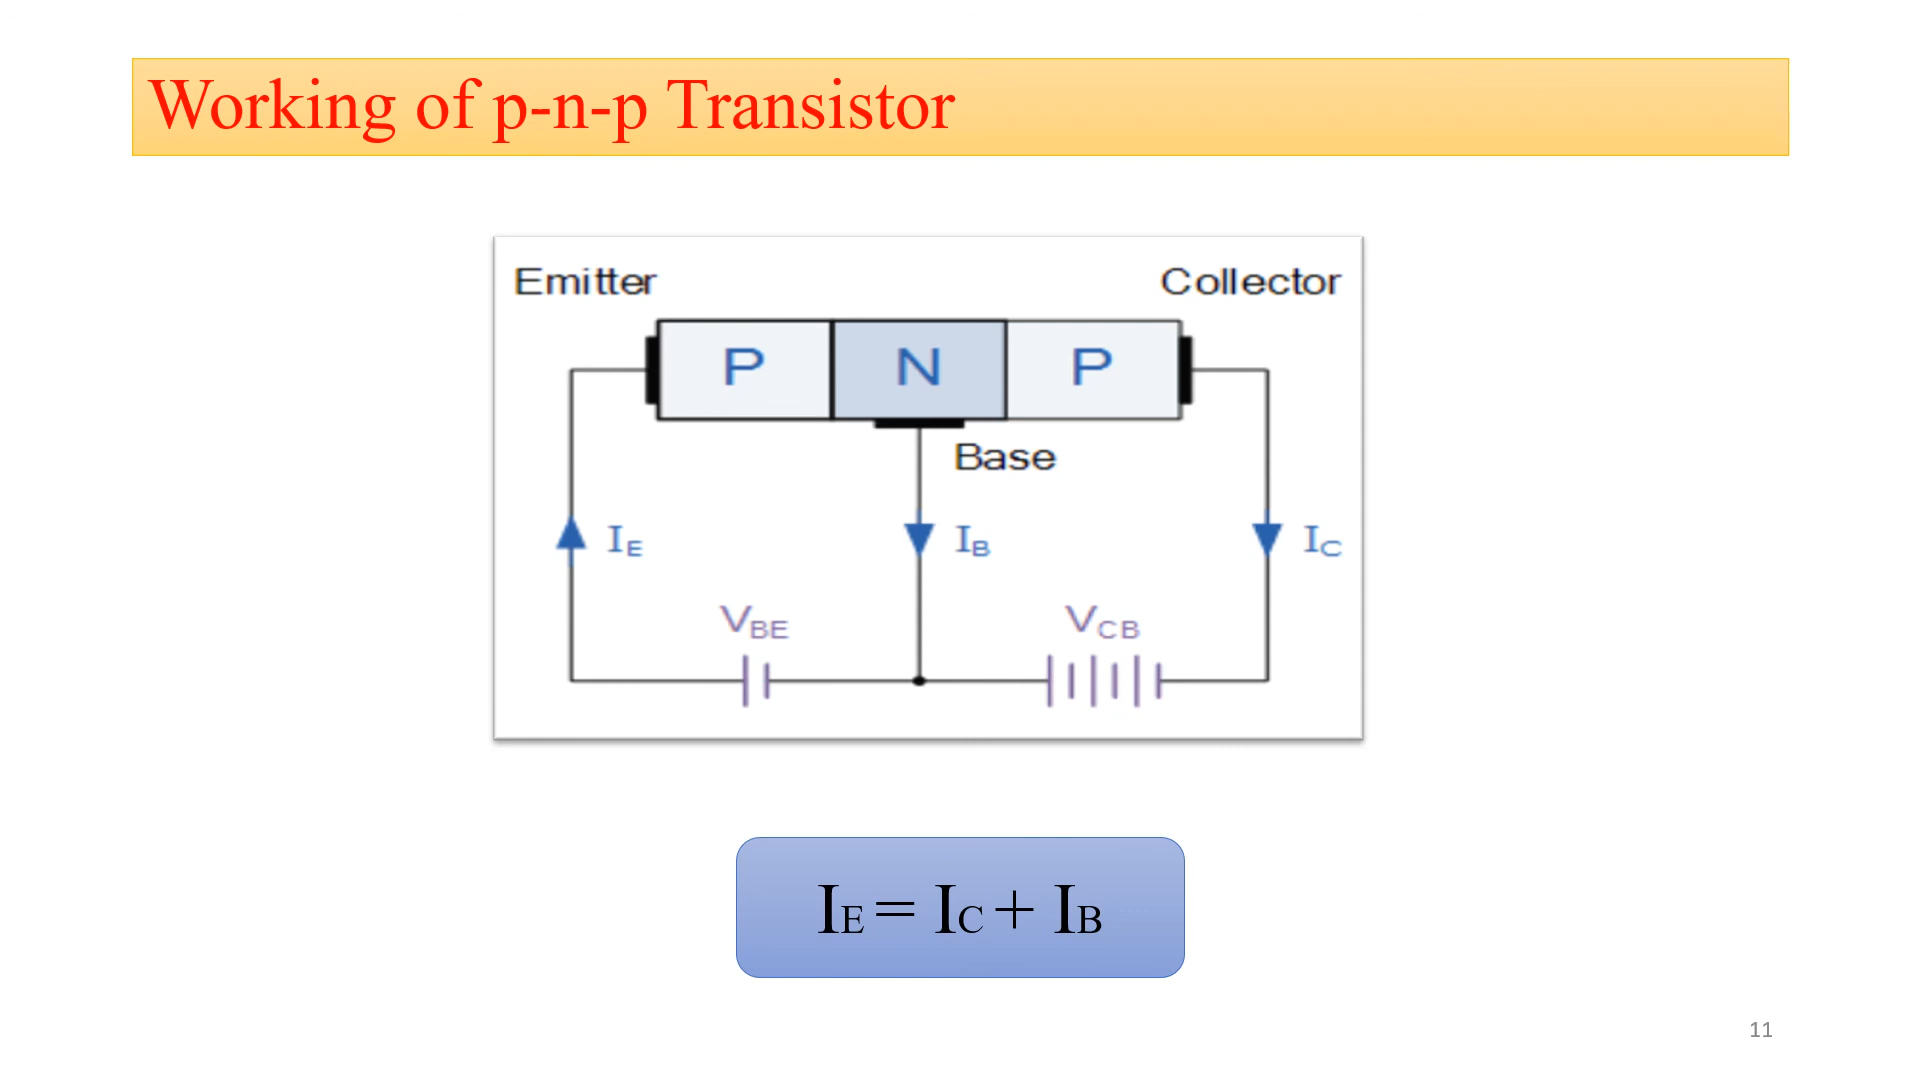 Working of p-n-p Transistor
Emitter Collector
P N P
Base
IE IB IC
VBE VCB
IE = IC + IB
11